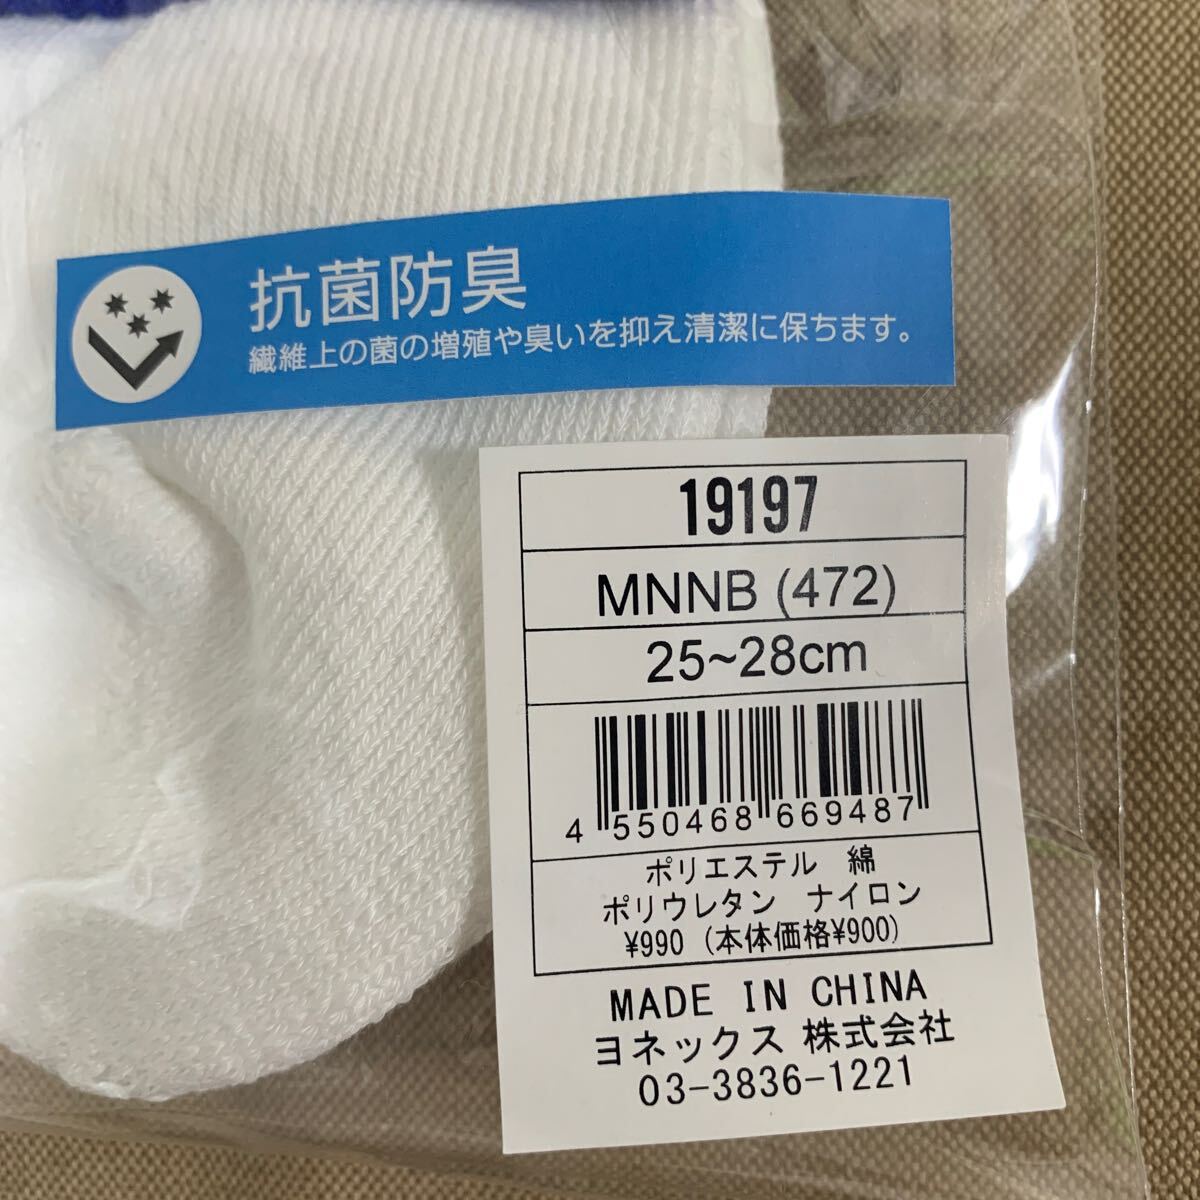 抗菌防臭
繊維上の菌の増殖や臭いを抑え清潔に保ちます。
19197
MNNB (472)
25~28cm
4 550468 669487
ポリエステル 綿
ポリウレタン ナイロン
¥990 (本体価格¥900)
MADE IN CHINA
ヨネックス 株式会社
03-3836-1221